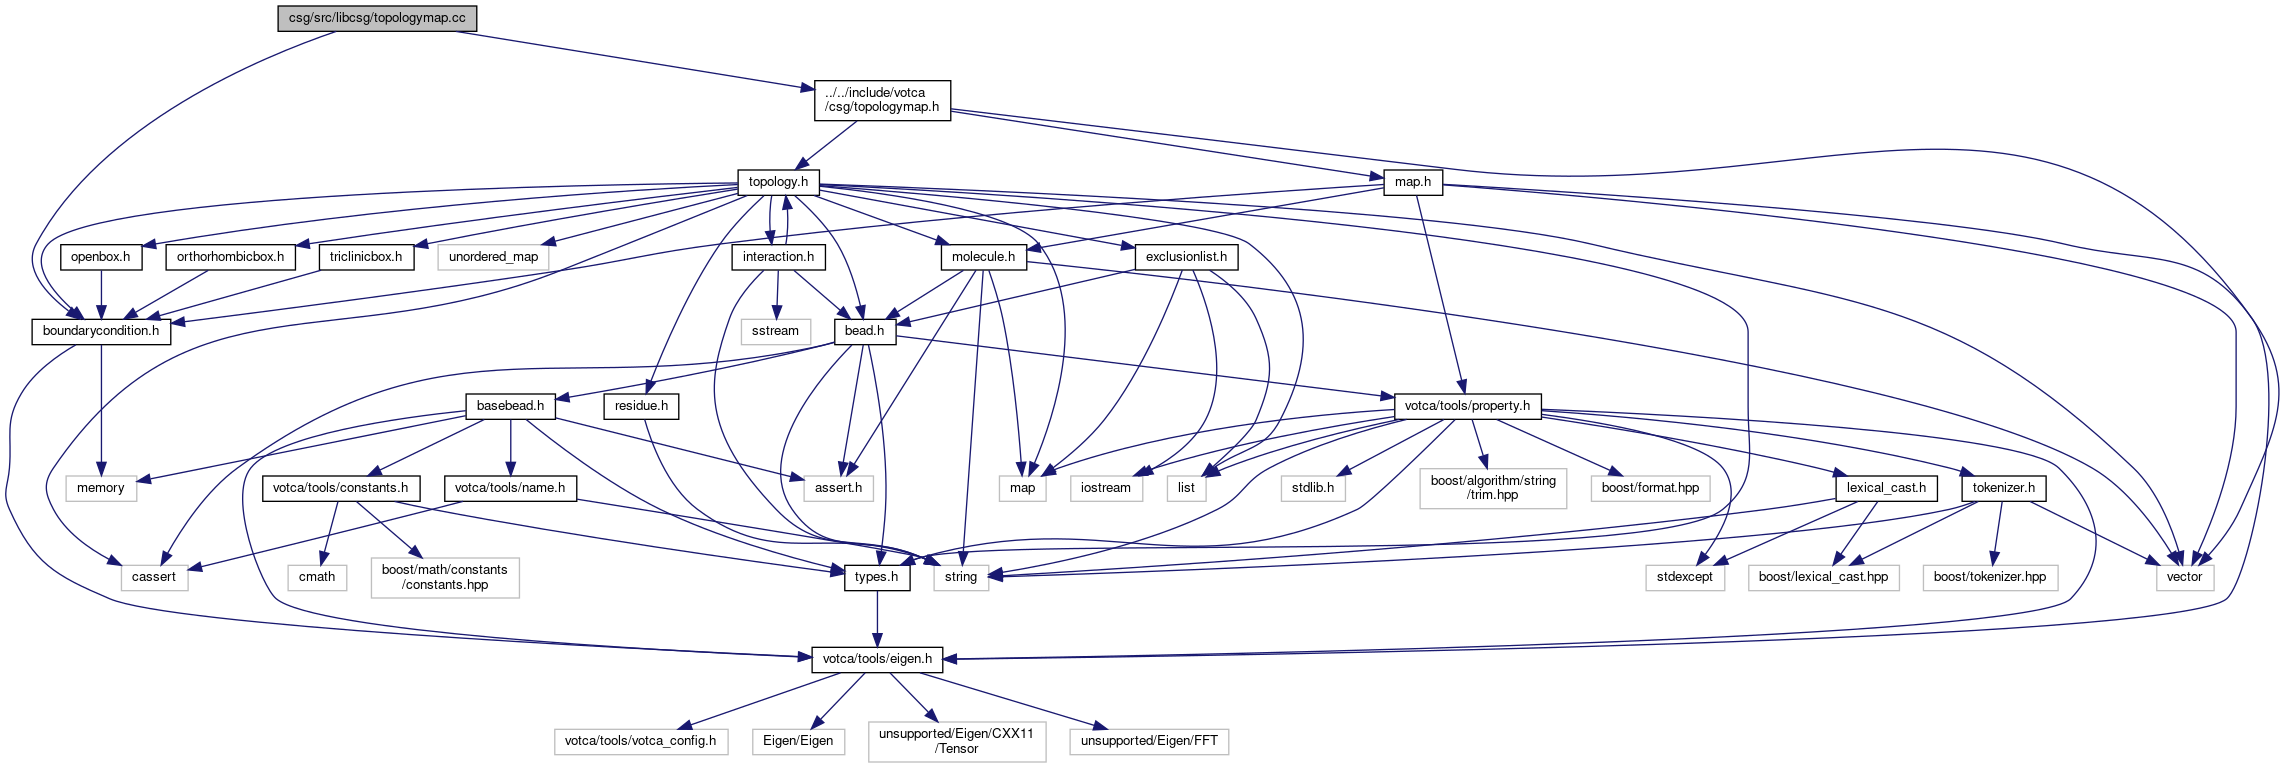 csg/src/libcsg/topologymap.cc
../../include/votca
/csg/topologymap.h
topology.h
map.h
openbox.h
orthorhombicbox.h
triclinicbox.h
unordered_map
interaction.h
molecule.h
exclusionlist.h
boundarycondition.h
sstream
bead.h
basebead.h
residue.h
votca/tools/property.h
memory
votca/tools/constants.h
votca/tools/name.h
assert.h
map
iostream
list
stdlib.h
boost/algorithm/string
/trim.hpp
boost/format.hpp
lexical_cast.h
tokenizer.h
cassert
cmath
boost/math/constants
/constants.hpp
types.h
string
stdexcept
boost/lexical_cast.hpp
boost/tokenizer.hpp
vector
votca/tools/eigen.h
votca/tools/votca_config.h
Eigen/Eigen
unsupported/Eigen/CXX11
/Tensor
unsupported/Eigen/FFT